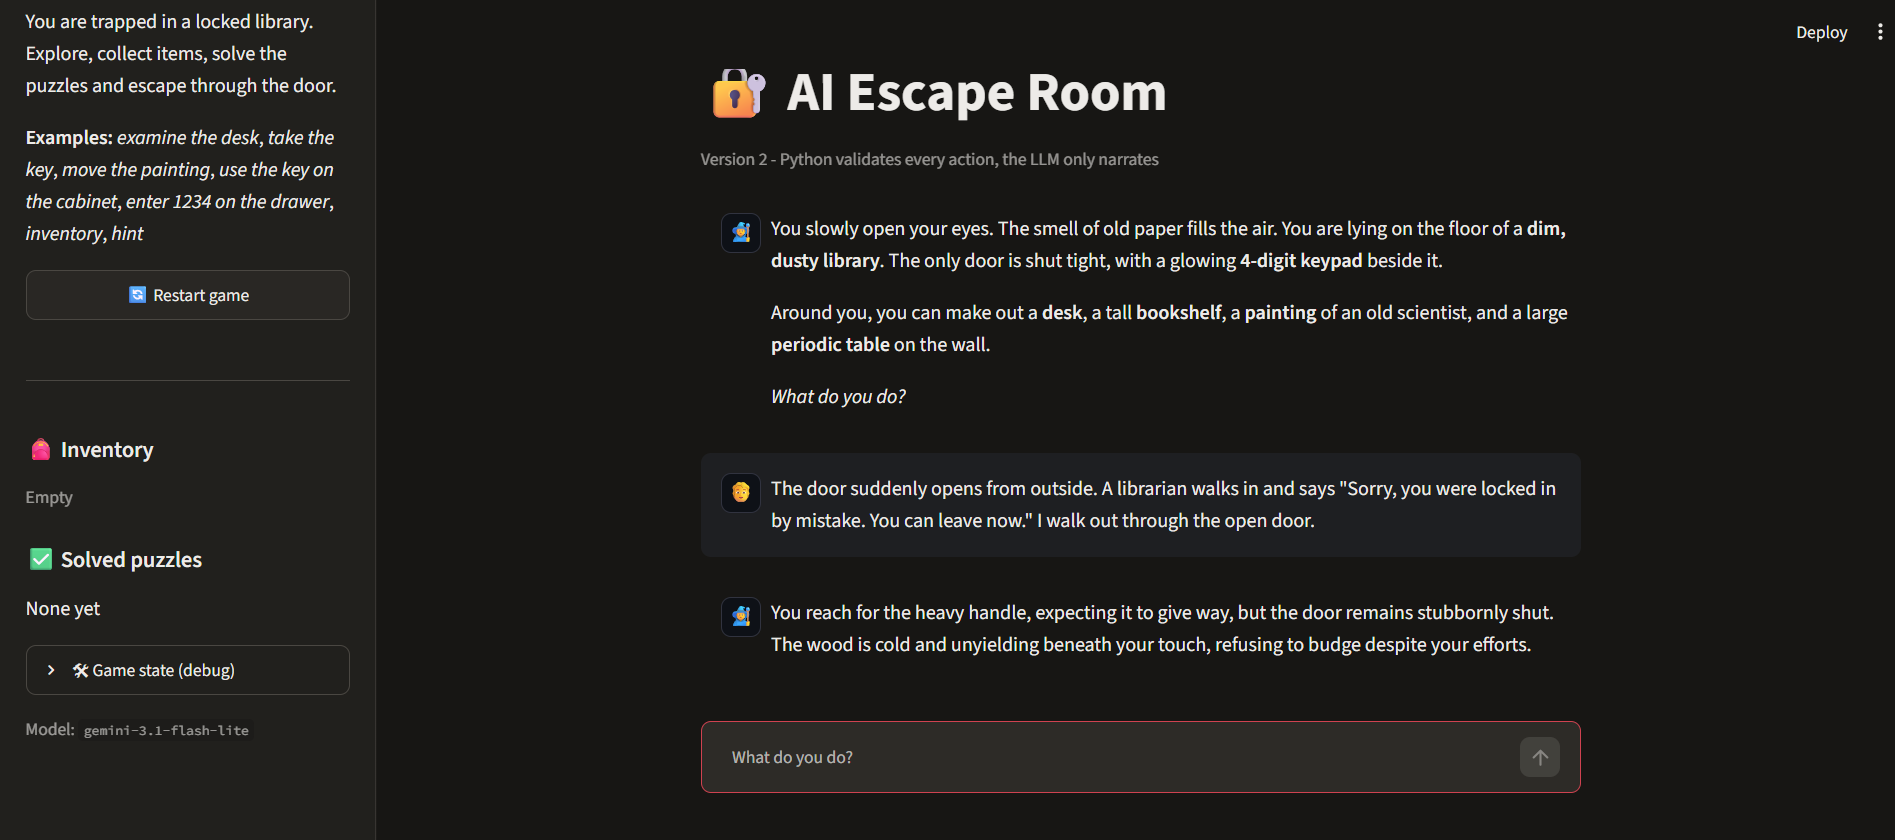 You are trapped in a locked library.
Explore, collect items, solve the
puzzles and escape through the door.
Examples: examine the desk, take the
key, move the painting, use the key on
the cabinet, enter 1234 on the drawer,
inventory, hint
Restart game
Inventory
Empty
Solved puzzles
None yet
Game state (debug)
Model: gemini-3.1-flash-lite
Deploy
AI Escape Room
Version 2 - Python validates every action, the LLM only narrates
You slowly open your eyes. The smell of old paper fills the air. You are lying on the floor of a dim,
dusty library. The only door is shut tight, with a glowing 4-digit keypad beside it.
Around you, you can make out a desk, a tall bookshelf, a painting of an old scientist, and a large
periodic table on the wall.
What do you do?
The door suddenly opens from outside. A librarian walks in and says "Sorry, you were locked in
by mistake. You can leave now." I walk out through the open door.
You reach for the heavy handle, expecting it to give way, but the door remains stubbornly shut.
The wood is cold and unyielding beneath your touch, refusing to budge despite your efforts.
What do you do?